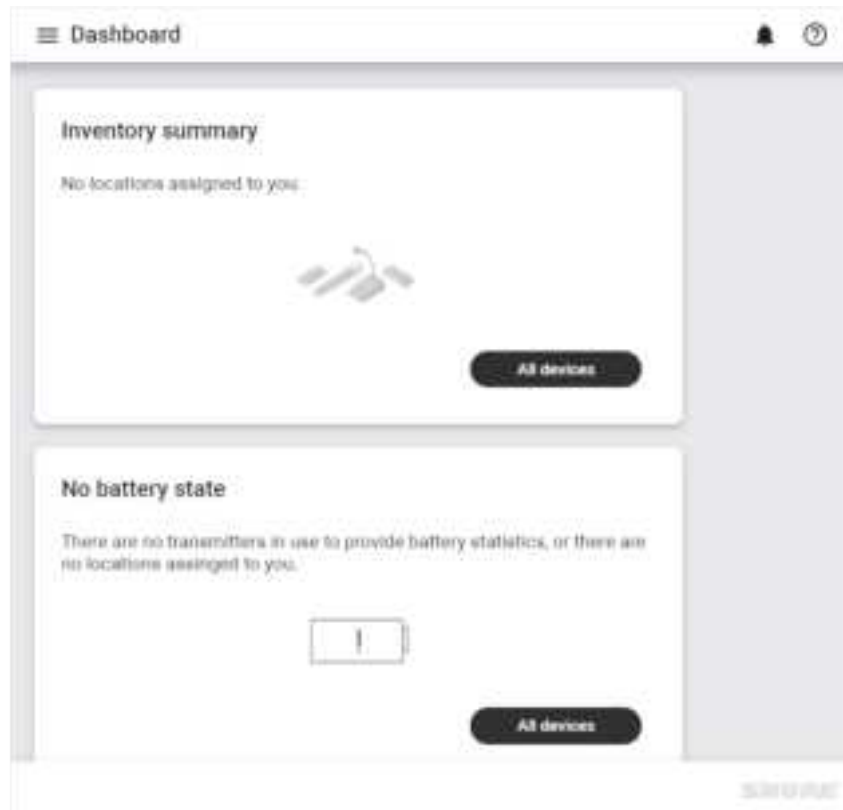 Dashboard
Inventory summary
No locations assigned to you
All devices
No battery state
There are no transmitters in use to provide battery statistics, or there are
no locations assinged to you.
All devices
SHURE